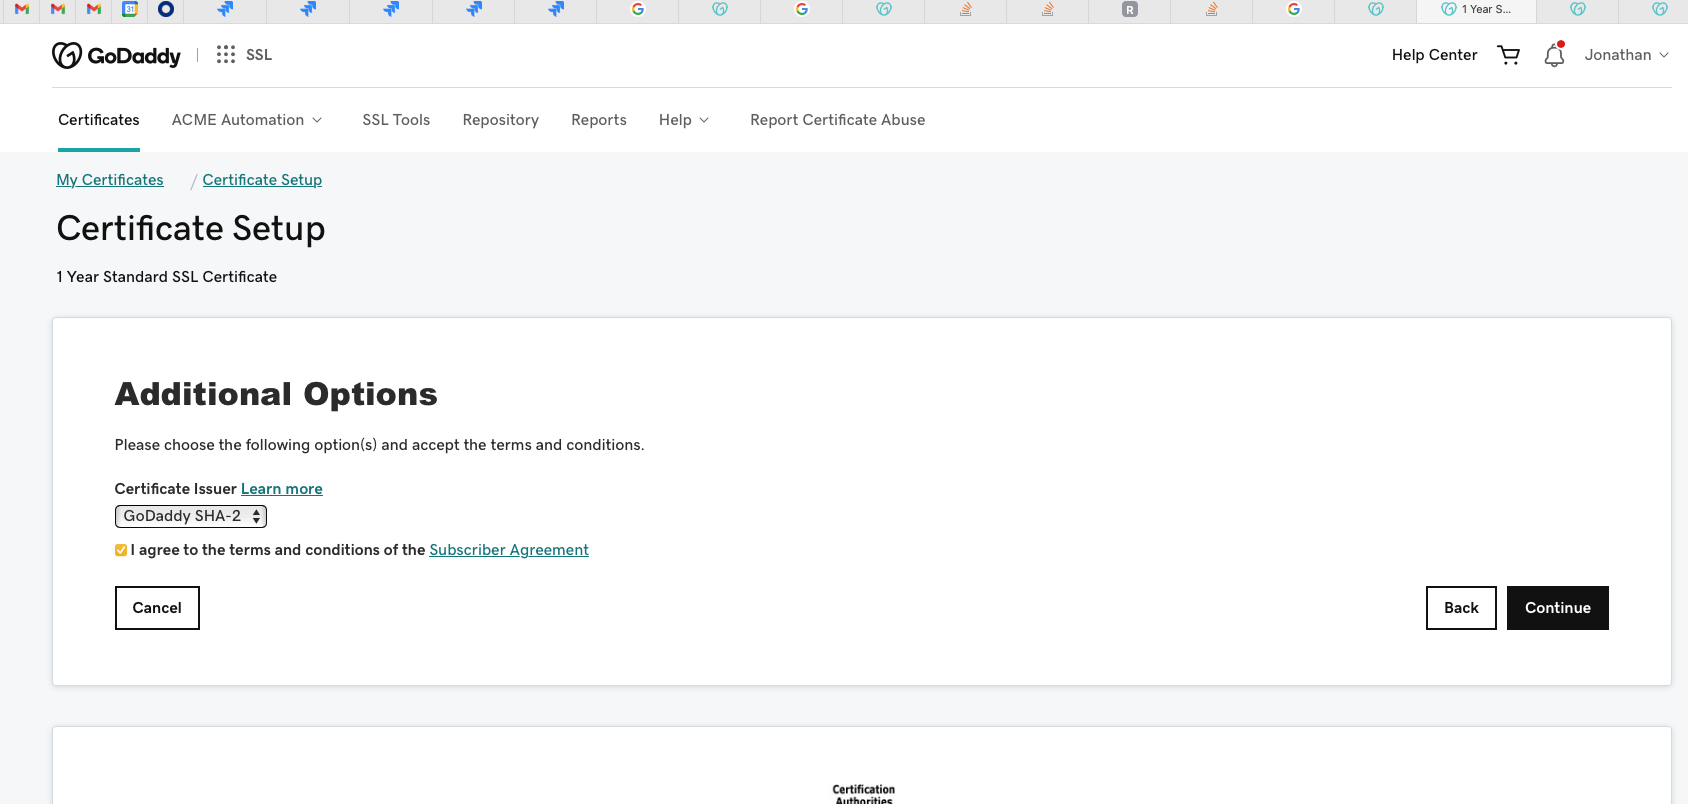 1 Year S...
GoDaddy
SSL
Help Center
Jonathan
Certificates
ACME Automation
SSL Tools
Repository
Reports
Help
Report Certificate Abuse
My Certificates / Certificate Setup
Certificate Setup
1 Year Standard SSL Certificate
Additional Options
Please choose the following option(s) and accept the terms and conditions.
Certificate Issuer Learn more
GoDaddy SHA-2
I agree to the terms and conditions of the Subscriber Agreement
Cancel
Back
Continue
Certification
Authorities